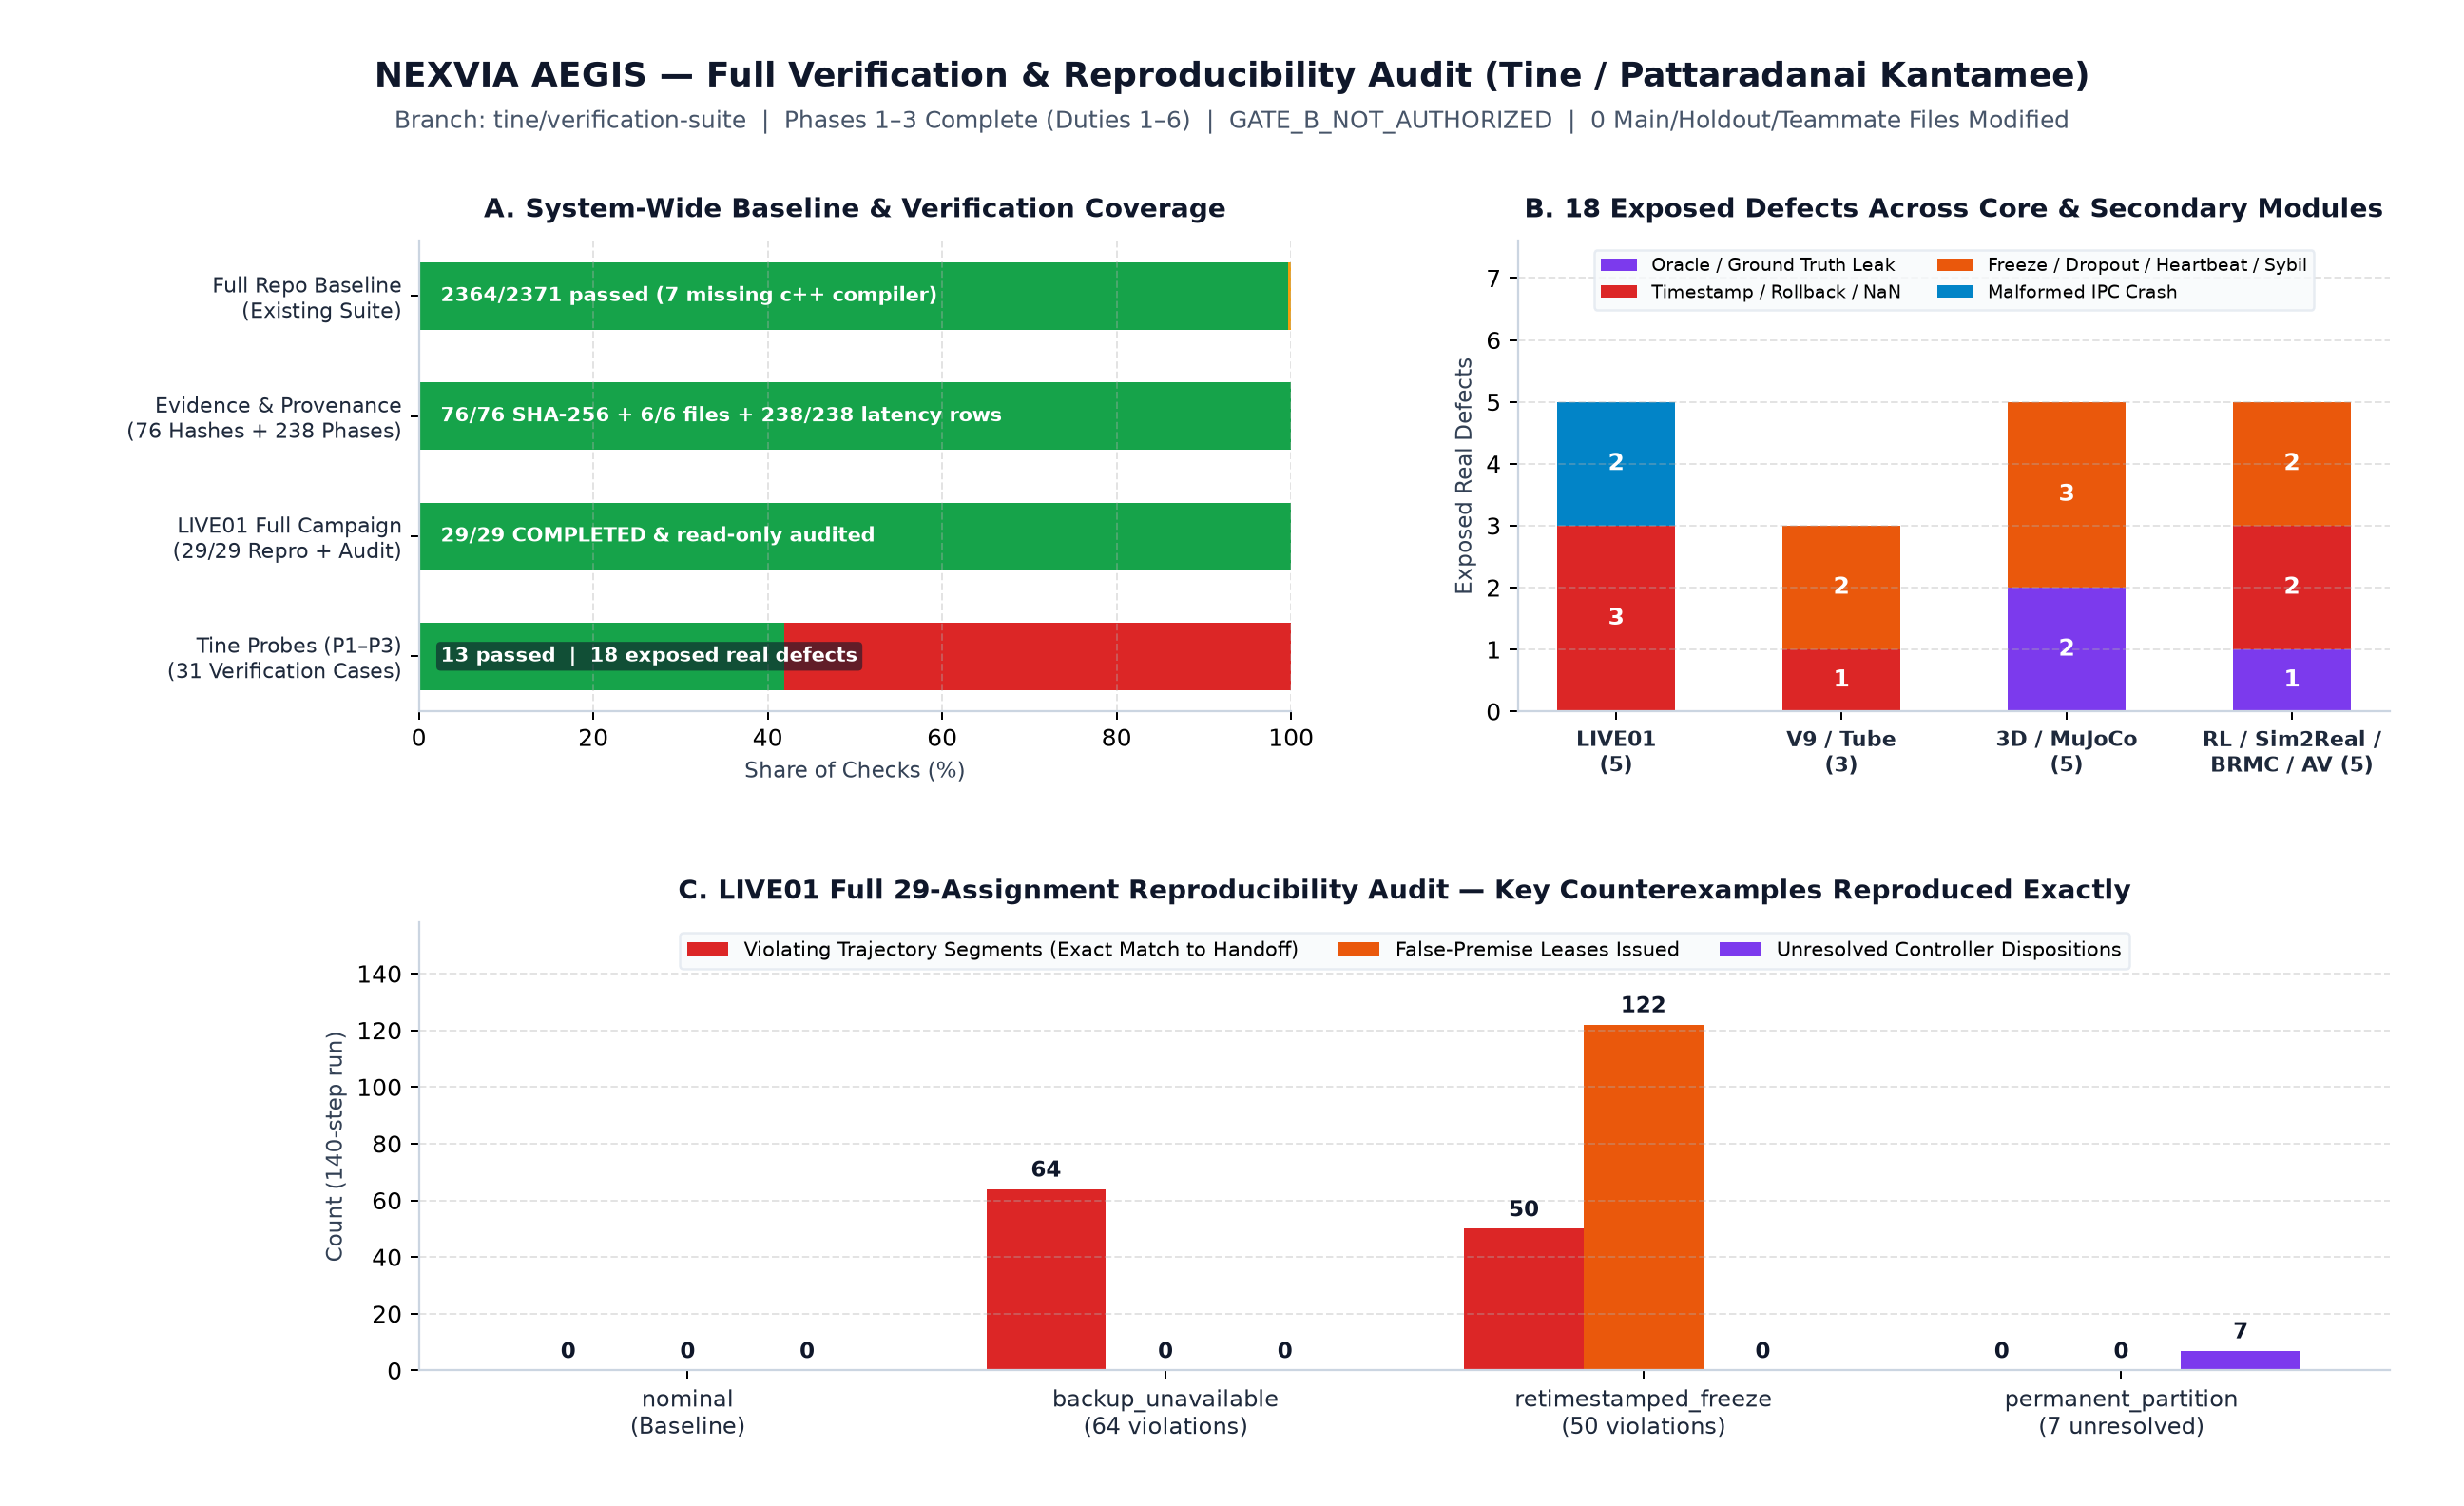 NEXVIA AEGIS — Full Verification & Reproducibility Audit (Tine / Pattaradanai Kantamee)
Branch: tine/verification-suite | Phases 1–3 Complete (Duties 1–6) | GATE_B_NOT_AUTHORIZED | 0 Main/Holdout/Teammate Files Modified
A. System-Wide Baseline & Verification Coverage
Full Repo Baseline
(Existing Suite)
2364/2371 passed (7 missing c++ compiler)
Evidence & Provenance
(76 Hashes + 238 Phases)
76/76 SHA-256 + 6/6 files + 238/238 latency rows
LIVE01 Full Campaign
(29/29 Repro + Audit)
29/29 COMPLETED & read-only audited
Tine Probes (P1–P3)
(31 Verification Cases)
13 passed | 18 exposed real defects
0 20 40 60 80 100
Share of Checks (%)
B. 18 Exposed Defects Across Core & Secondary Modules
Oracle / Ground Truth Leak
Timestamp / Rollback / NaN
Freeze / Dropout / Heartbeat / Sybil
Malformed IPC Crash
Exposed Real Defects
7
6
5
4
3
2
1
0
2
3
2
1
3
2
2
2
1
LIVE01
(5)
V9 / Tube
(3)
3D / MuJoCo
(5)
RL / Sim2Real /
BRMC / AV (5)
C. LIVE01 Full 29-Assignment Reproducibility Audit — Key Counterexamples Reproduced Exactly
Violating Trajectory Segments (Exact Match to Handoff)
False-Premise Leases Issued
Unresolved Controller Dispositions
Count (140-step run)
140
120
100
80
60
40
20
0
0 0 0
64 0 0
50 122 0
0 0 7
nominal
(Baseline)
backup_unavailable
(64 violations)
retimestamped_freeze
(50 violations)
permanent_partition
(7 unresolved)